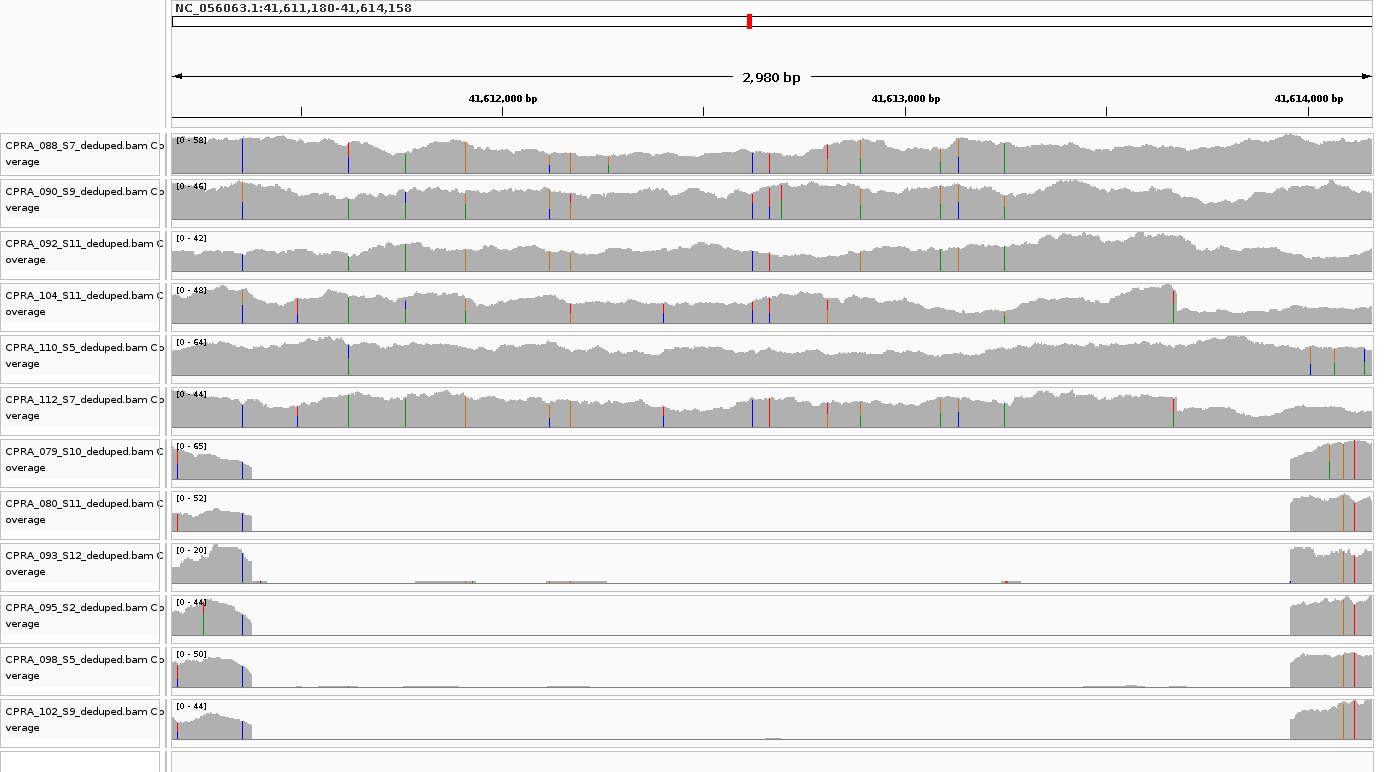 NC_056063.1:41,611,180-41,614,158
2,980 bp
41,612,000 bp 41,613,000 bp 41,614,000 bp
CPRA_088_S7_deduped.bam Co
verage
[0 - 58]
CPRA_090_S9_deduped.bam Co
verage
[0 - 46]
CPRA_092_S11_deduped.bam C
overage
[0 - 42]
CPRA_104_S11_deduped.bam C
overage
[0 - 48]
CPRA_110_S5_deduped.bam Co
verage
[0 - 64]
CPRA_112_S7_deduped.bam Co
verage
[0 - 44]
CPRA_079_S10_deduped.bam C
overage
[0 - 65]
CPRA_080_S11_deduped.bam C
overage
[0 - 52]
CPRA_093_S12_deduped.bam C
overage
[0 - 20]
CPRA_095_S2_deduped.bam Co
verage
[0 - 44]
CPRA_098_S5_deduped.bam Co
verage
[0 - 50]
CPRA_102_S9_deduped.bam Co
verage
[0 - 44]